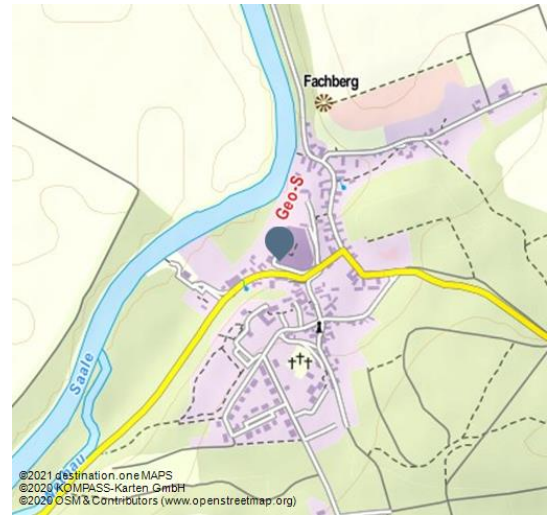 Fachberg
Geo-S
Saale
©2021 destination.one MAPS
©2020 KOMPASS-Karten GmbH
©2020 OSM & Contributors (www.openstreetmap.org)